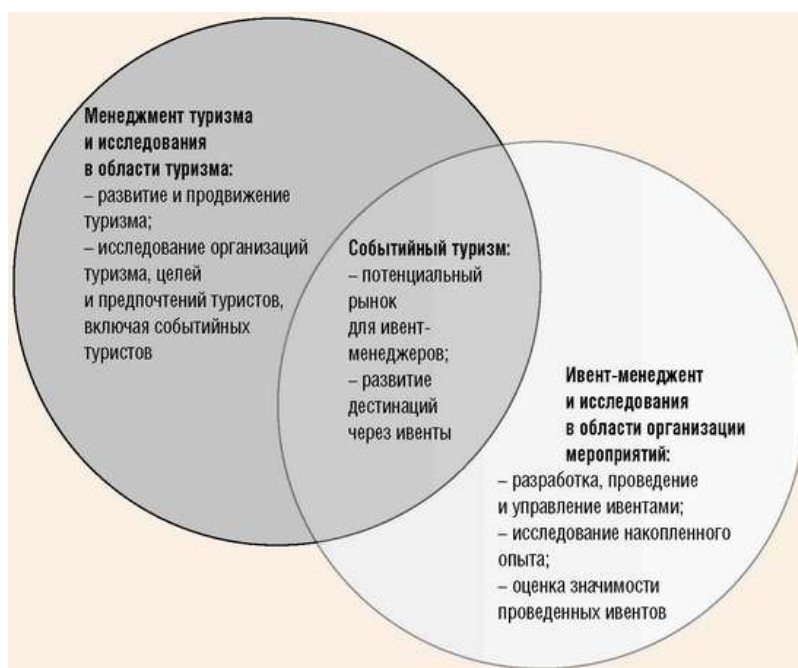 Менеджмент туризма
и исследования
в области туризма:
– развитие и продвижение
туризма;
– исследование организаций
туризма, целей
и предпочтений туристов,
включая событийных
туристов
Событийный туризм:
– потенциальный
рынок
для ивент-
менеджеров;
– развитие
дестинаций
через ивенты
Ивент-менеджент
и исследования
в области организации
мероприятий:
– разработка, проведение
и управление ивентами;
– исследование накопленного
опыта;
– оценка значимости
проведенных ивентов